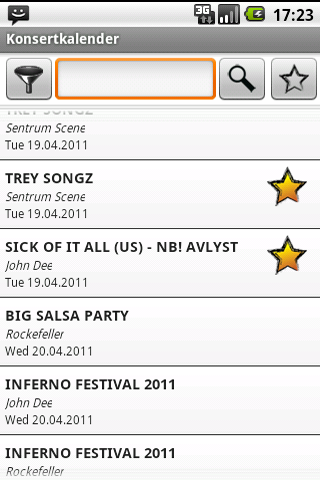 3G
17:23
Konsertkalender
TREY SONGZ
Sentrum Scene
Tue 19.04.2011
TREY SONGZ
Sentrum Scene
Tue 19.04.2011
SICK OF IT ALL (US) - NB! AVLYST
John Dee
Tue 19.04.2011
BIG SALSA PARTY
Rockefeller
Wed 20.04.2011
INFERNO FESTIVAL 2011
John Dee
Wed 20.04.2011
INFERNO FESTIVAL 2011
Rockefeller